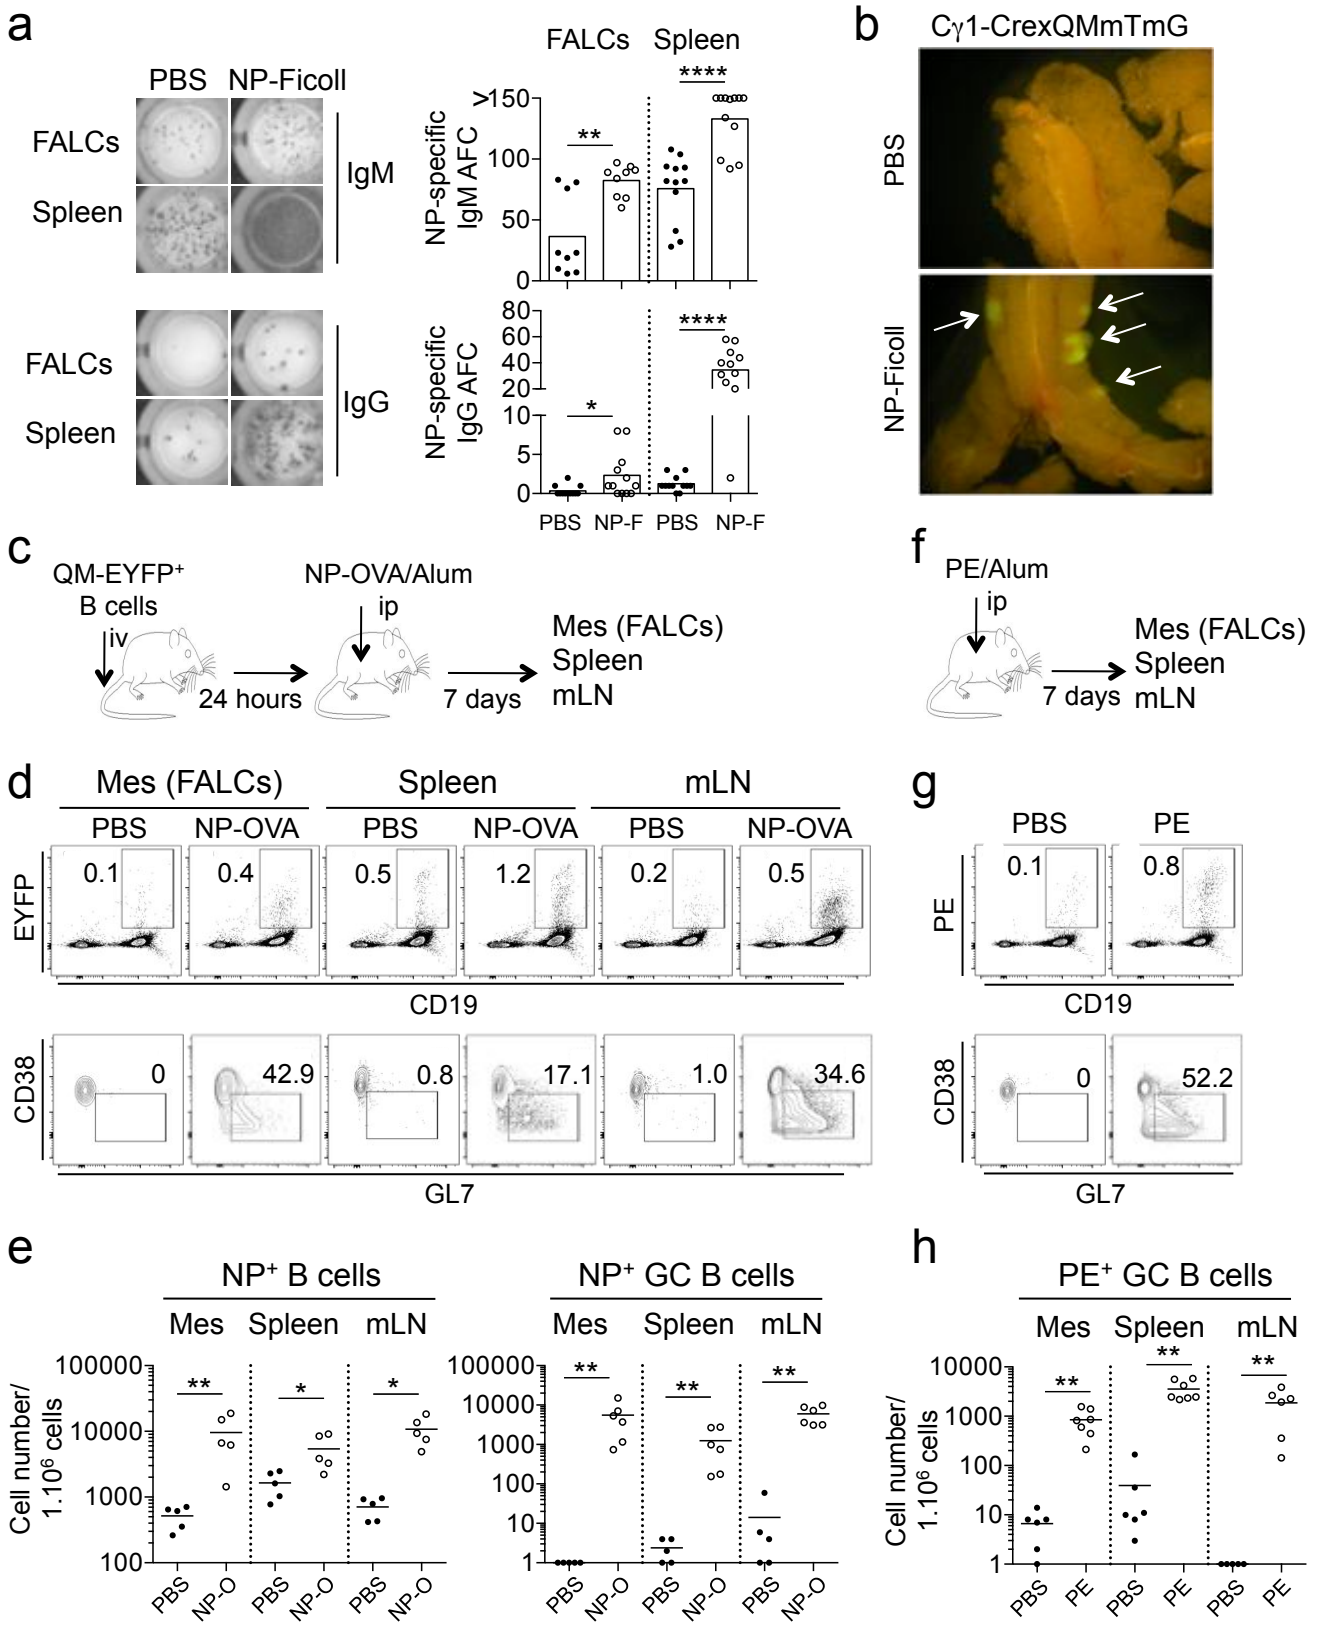 a
FALCs Spleen
PBS NP-Ficoll
FALCs
Spleen
IgM
FALCs
Spleen
IgG
NP-specific
IgM AFC
>150
100
50
0
**
****
NP-specific
IgG AFC
80
60
40
20
10
5
0
*
****
PBS NP-F PBS NP-F
b
Cγ1-CrexQMmTmG
PBS
NP-Ficoll
c
QM-EYFP+
B cells
iv
24 hours
NP-OVA/Alum
ip
7 days
Mes (FALCs)
Spleen
mLN
f
PE/Alum
ip
7 days
Mes (FALCs)
Spleen
mLN
d
Mes (FALCs) Spleen mLN
PBS NP-OVA PBS NP-OVA PBS NP-OVA
EYFP
0.1 0.4 0.5 1.2 0.2 0.5
CD19
CD38
0 42.9 0.8 17.1 1.0 34.6
GL7
g
PBS PE
PE
0.1 0.8
CD19
CD38
0 52.2
GL7
e
NP+ B cells
Mes Spleen mLN
Cell number/
1.10⁶ cells
100000
10000
1000
100
** * *
PBS NP-O PBS NP-O PBS NP-O
NP+ GC B cells
Mes Spleen mLN
100000
10000
1000
100
10
1
** ** **
PBS NP-O PBS NP-O PBS NP-O
h
PE+ GC B cells
Mes Spleen mLN
Cell number/
1.10⁶ cells
10000
1000
100
10
1
** ** **
PBS PE PBS PE PBS PE